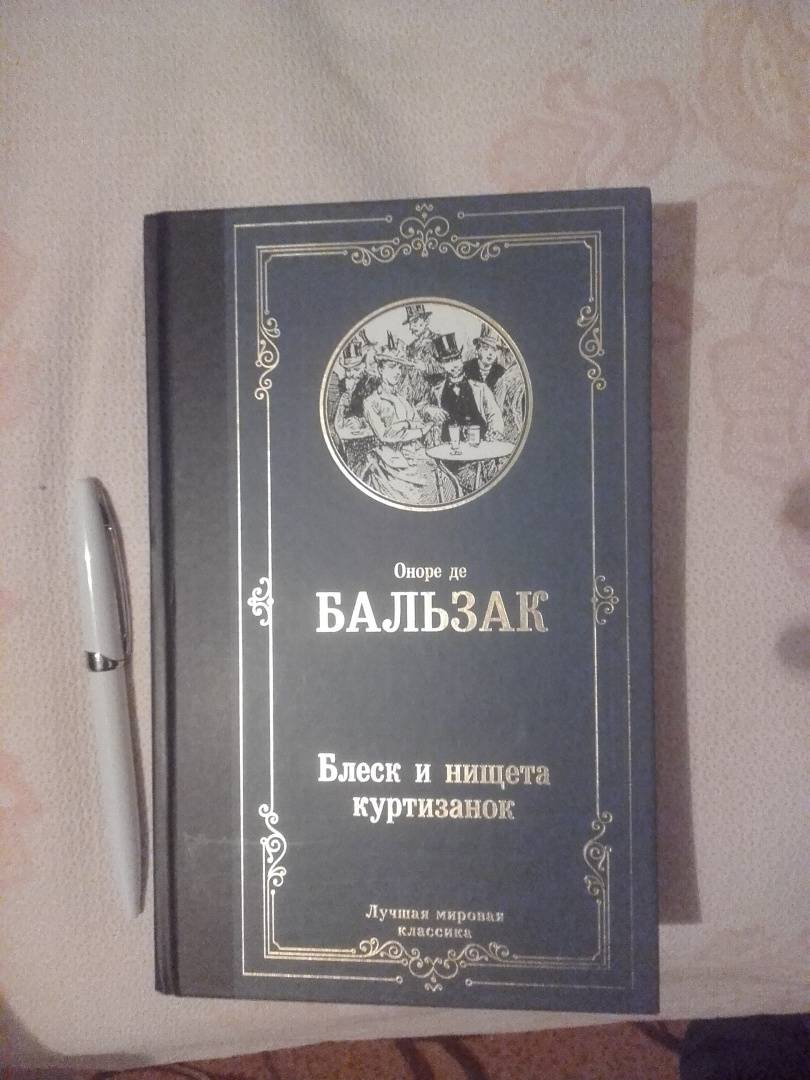 Оноре де
БАЛЬЗАК
Блеск и нищета
куртизанок
Лучшая мировая
классика